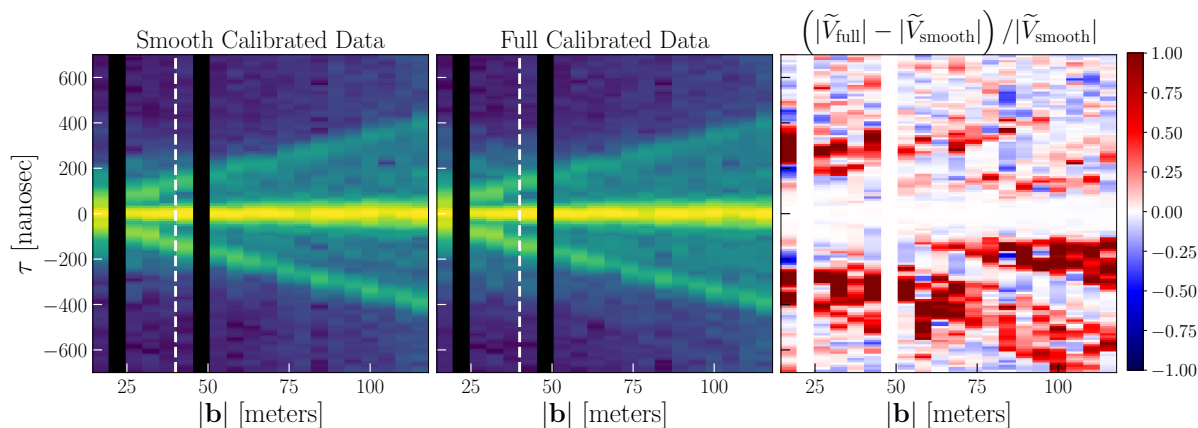 Smooth Calibrated Data
Full Calibrated Data
(|Ṽfull| − |Ṽsmooth|) /|Ṽsmooth|
τ [nanosec]
600
400
200
0
−200
−400
−600
25 50 75 100
25 50 75 100
25 50 75 100
|b| [meters]
|b| [meters]
|b| [meters]
1.00
0.75
0.50
0.25
0.00
−0.25
−0.50
−0.75
−1.00